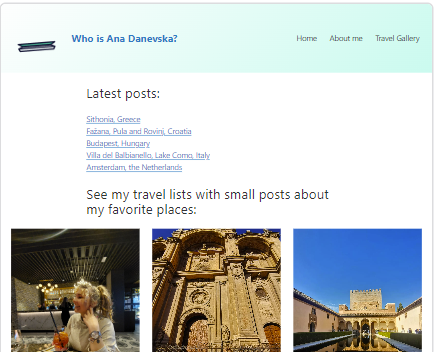 Who is Ana Danevska?
Home About me Travel Gallery
Latest posts:
Sithonia, Greece
Fažana, Pula and Rovini, Croatia
Budapest, Hungary
Villa del Balbianello, Lake Como, Italy
Amsterdam, the Netherlands
See my travel lists with small posts about
my favorite places: